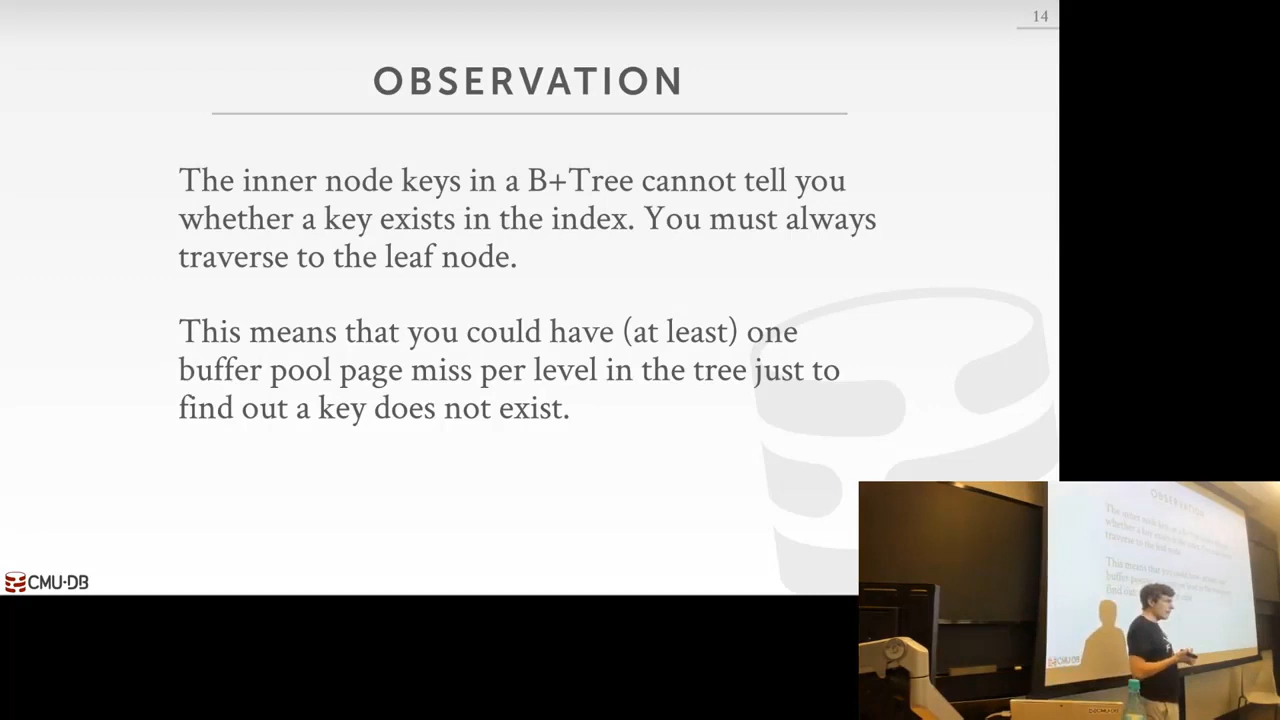 14
OBSERVATION
The inner node keys in a B+Tree cannot tell you
whether a key exists in the index. You must always
traverse to the leaf node.
This means that you could have (at least) one
buffer pool page miss per level in the tree just to
find out a key does not exist.
CMU·DB
OBSERVATION